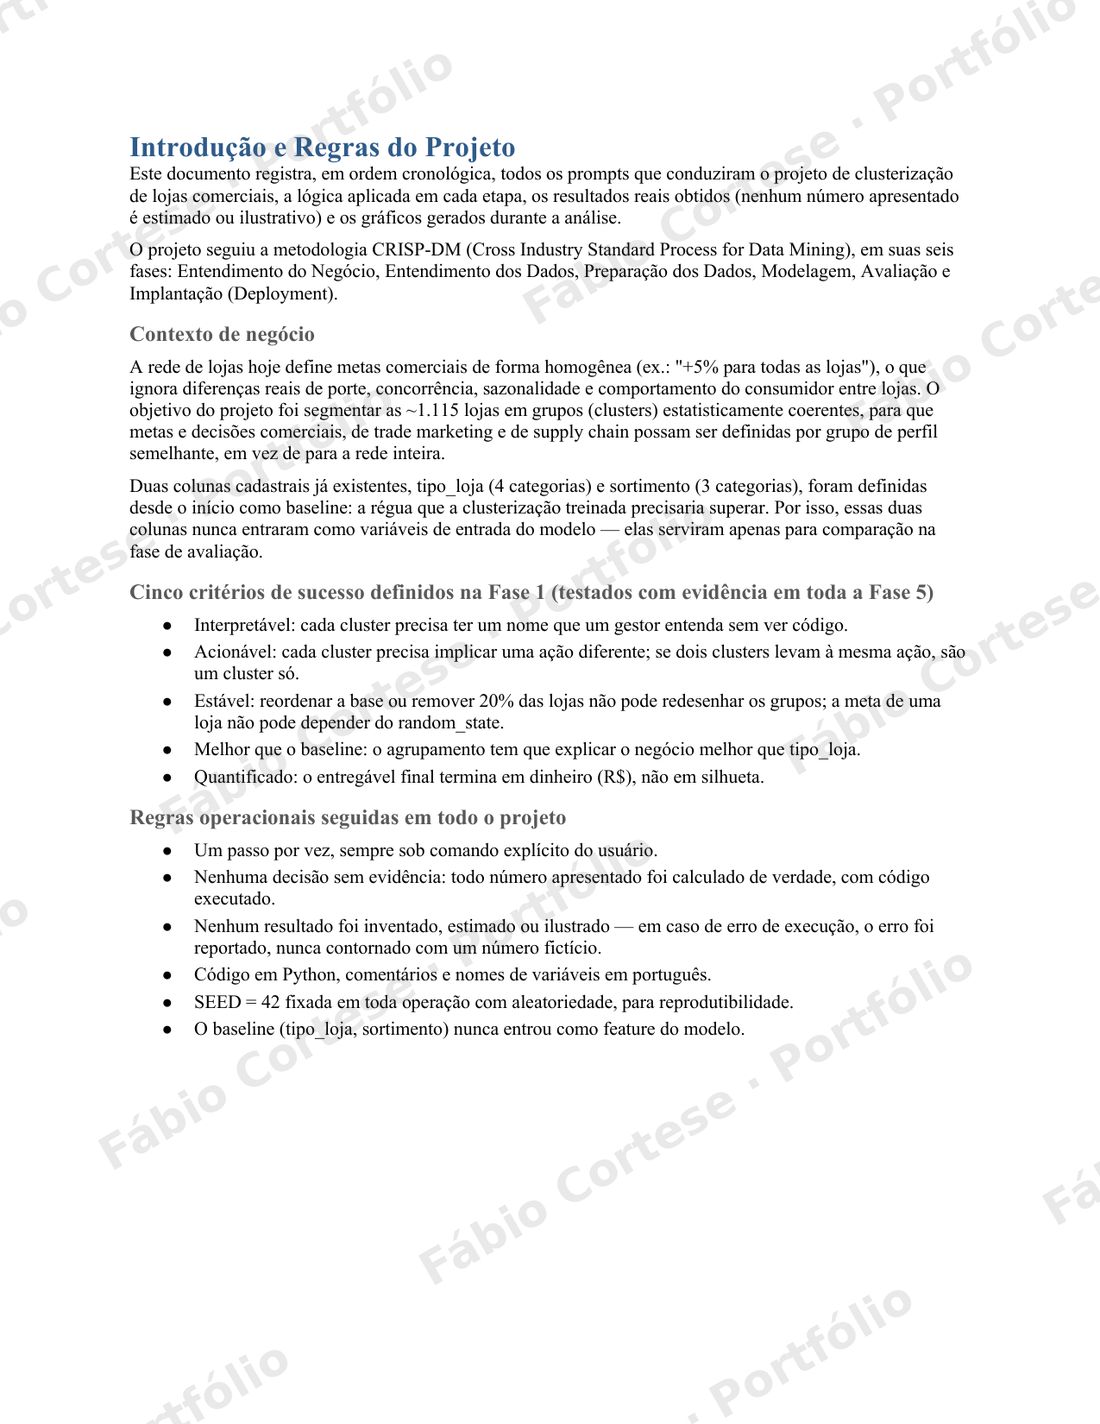 Introdução e Regras do Projeto
Este documento registra, em ordem cronológica, todos os prompts que conduziram o projeto de clusterização
de lojas comerciais, a lógica aplicada em cada etapa, os resultados reais obtidos (nenhum número apresentado
é estimado ou ilustrativo) e os gráficos gerados durante a análise.
O projeto seguiu a metodologia CRISP-DM (Cross Industry Standard Process for Data Mining), em suas seis
fases: Entendimento do Negócio, Entendimento dos Dados, Preparação dos Dados, Modelagem, Avaliação e
Implantação (Deployment).
Contexto de negócio
A rede de lojas hoje define metas comerciais de forma homogênea (ex.: "+5% para todas as lojas"), o que
ignora diferenças reais de porte, concorrência, sazonalidade e comportamento do consumidor entre lojas. O
objetivo do projeto foi segmentar as ~1.115 lojas em grupos (clusters) estatisticamente coerentes, para que
metas e decisões comerciais, de trade marketing e de supply chain possam ser definidas por grupo de perfil
semelhante, em vez de para a rede inteira.
Duas colunas cadastrais já existentes, tipo_loja (4 categorias) e sortimento (3 categorias), foram definidas
desde o início como baseline: a régua que a clusterização treinada precisaria superar. Por isso, essas duas
colunas nunca entraram como variáveis de entrada do modelo — elas serviram apenas para comparação na
fase de avaliação.
Cinco critérios de sucesso definidos na Fase 1 (testados com evidência em toda a Fase 5)
● Interpretável: cada cluster precisa ter um nome que um gestor entenda sem ver código.
● Acionável: cada cluster precisa implicar uma ação diferente; se dois clusters levam à mesma ação, são
um cluster só.
● Estável: reordenar a base ou remover 20% das lojas não pode redesenhar os grupos; a meta de uma
loja não pode depender do random_state.
● Melhor que o baseline: o agrupamento tem que explicar o negócio melhor que tipo_loja.
● Quantificado: o entregável final termina em dinheiro (R$), não em silhueta.
Regras operacionais seguidas em todo o projeto
● Um passo por vez, sempre sob comando explícito do usuário.
● Nenhuma decisão sem evidência: todo número apresentado foi calculado de verdade, com código
executado.
● Nenhum resultado foi inventado, estimado ou ilustrado — em caso de erro de execução, o erro foi
reportado, nunca contornado com um número fictício.
● Código em Python, comentários e nomes de variáveis em português.
● SEED = 42 fixada em toda operação com aleatoriedade, para reprodutibilidade.
● O baseline (tipo_loja, sortimento) nunca entrou como feature do modelo.
Fábio Cortese · Portfólio